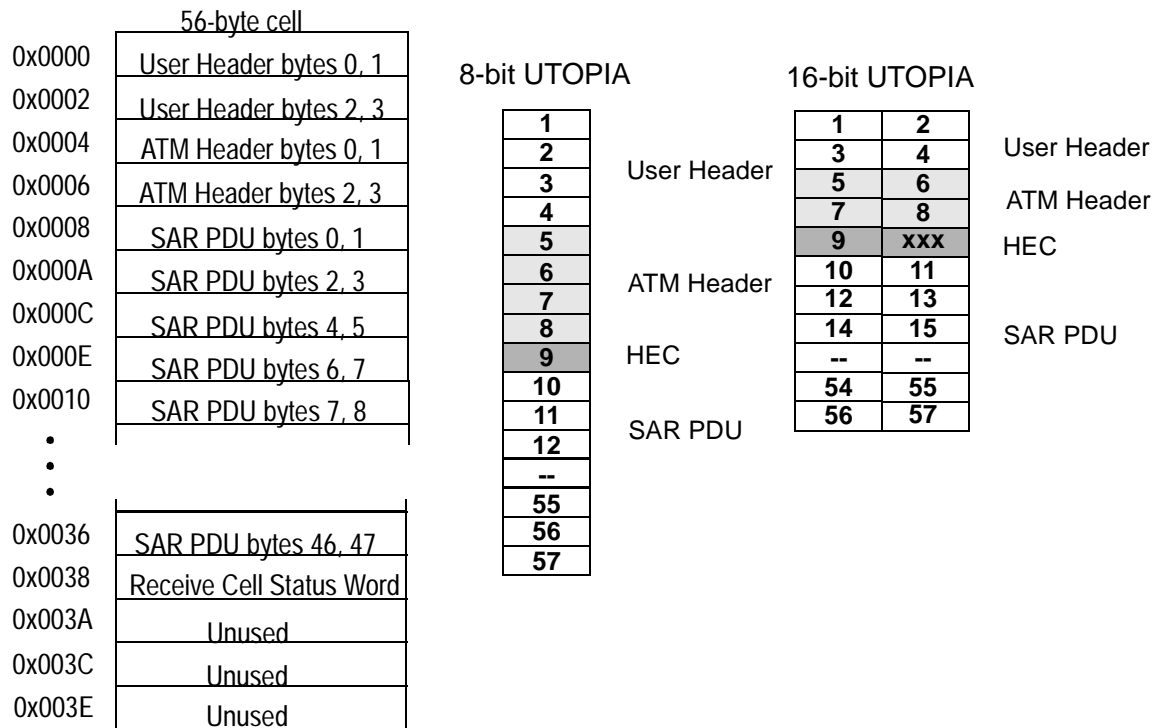 56-byte cell
0x0000 User Header bytes 0, 1
0x0002 User Header bytes 2, 3
0x0004 ATM Header bytes 0, 1
0x0006 ATM Header bytes 2, 3
0x0008 SAR PDU bytes 0, 1
0x000A SAR PDU bytes 2, 3
0x000C SAR PDU bytes 4, 5
0x000E SAR PDU bytes 6, 7
0x0010 SAR PDU bytes 7, 8
0x0036 SAR PDU bytes 46, 47
0x0038 Receive Cell Status Word
0x003A Unused
0x003C Unused
0x003E Unused
8-bit UTOPIA
1
2
3
4
5
6
7
8
9
10
11
12
--
55
56
57
User Header
ATM Header
HEC
SAR PDU
16-bit UTOPIA
1 2
3 4
5 6
7 8
9 xxx
10 11
12 13
14 15
-- --
54 55
56 57
User Header
ATM Header
HEC
SAR PDU